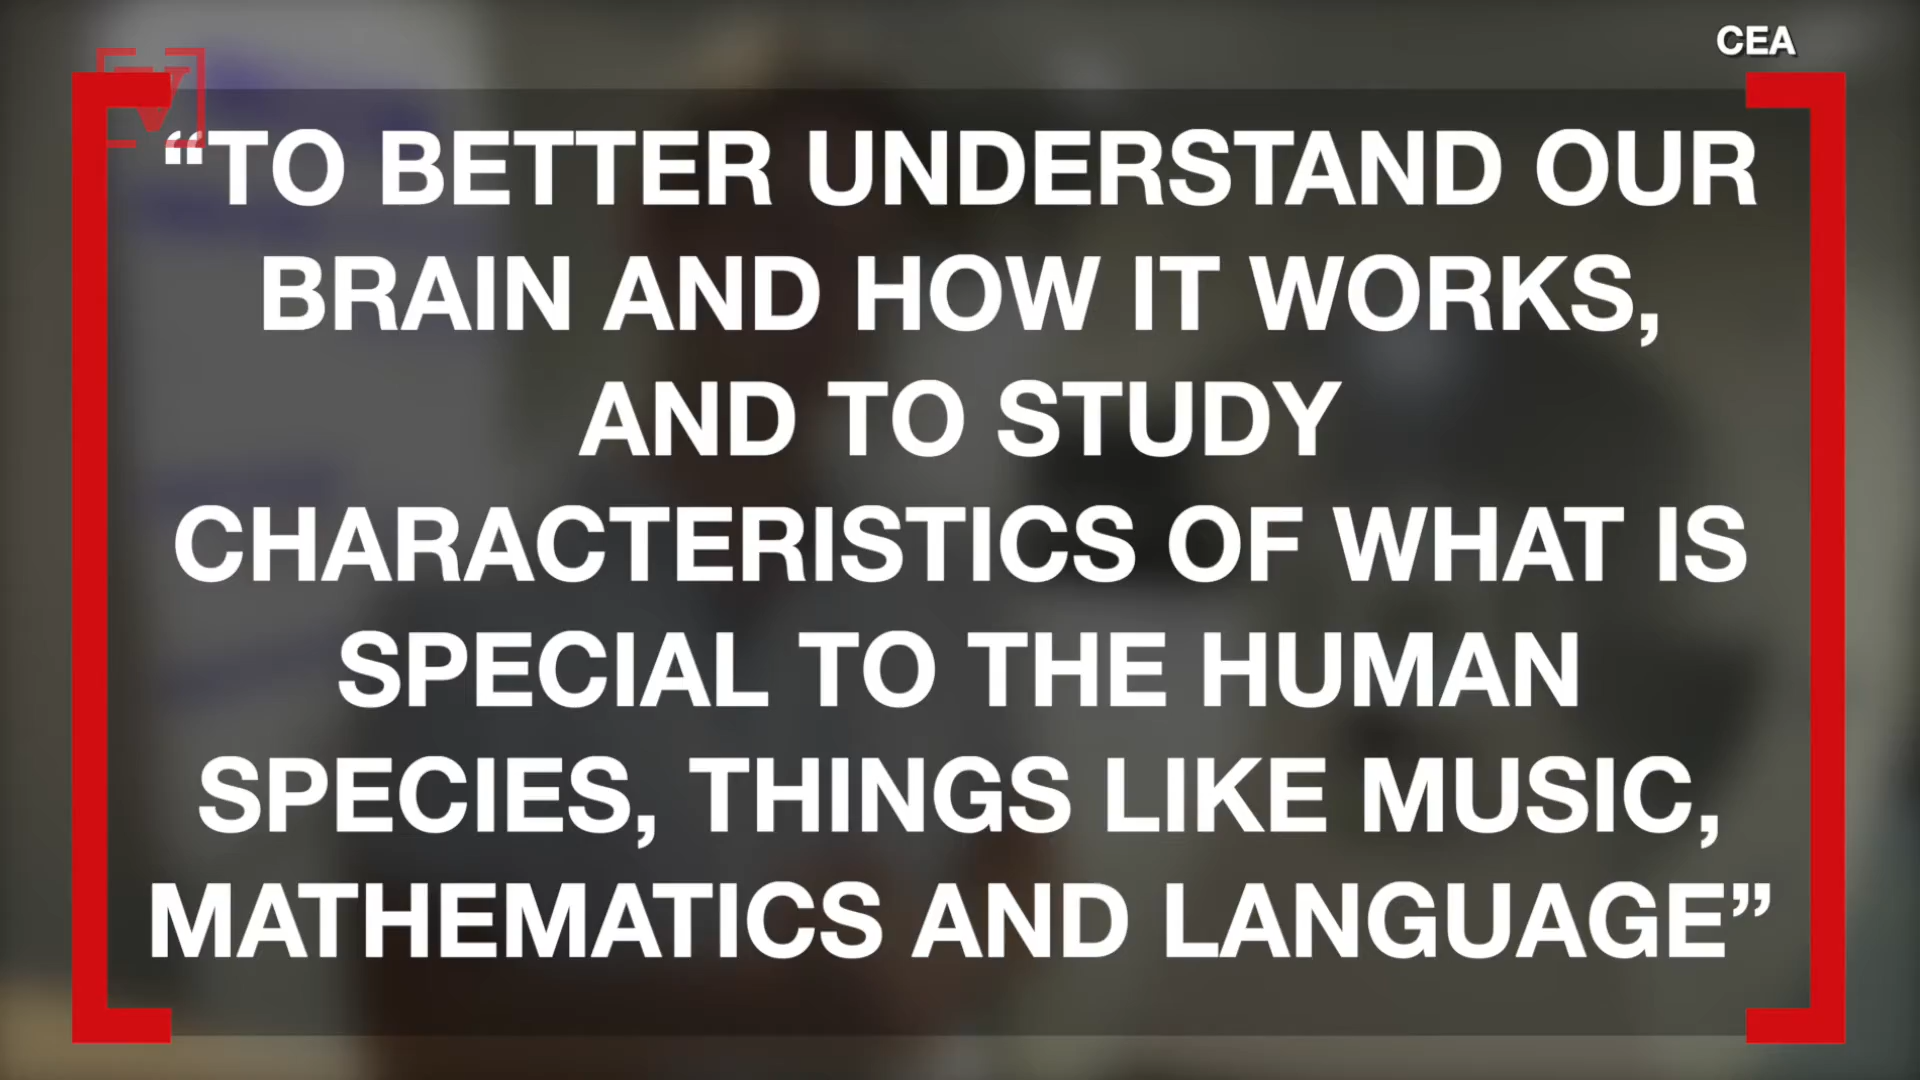 CEA
V
“TO BETTER UNDERSTAND OUR
BRAIN AND HOW IT WORKS,
AND TO STUDY
CHARACTERISTICS OF WHAT IS
SPECIAL TO THE HUMAN
SPECIES, THINGS LIKE MUSIC,
MATHEMATICS AND LANGUAGE”